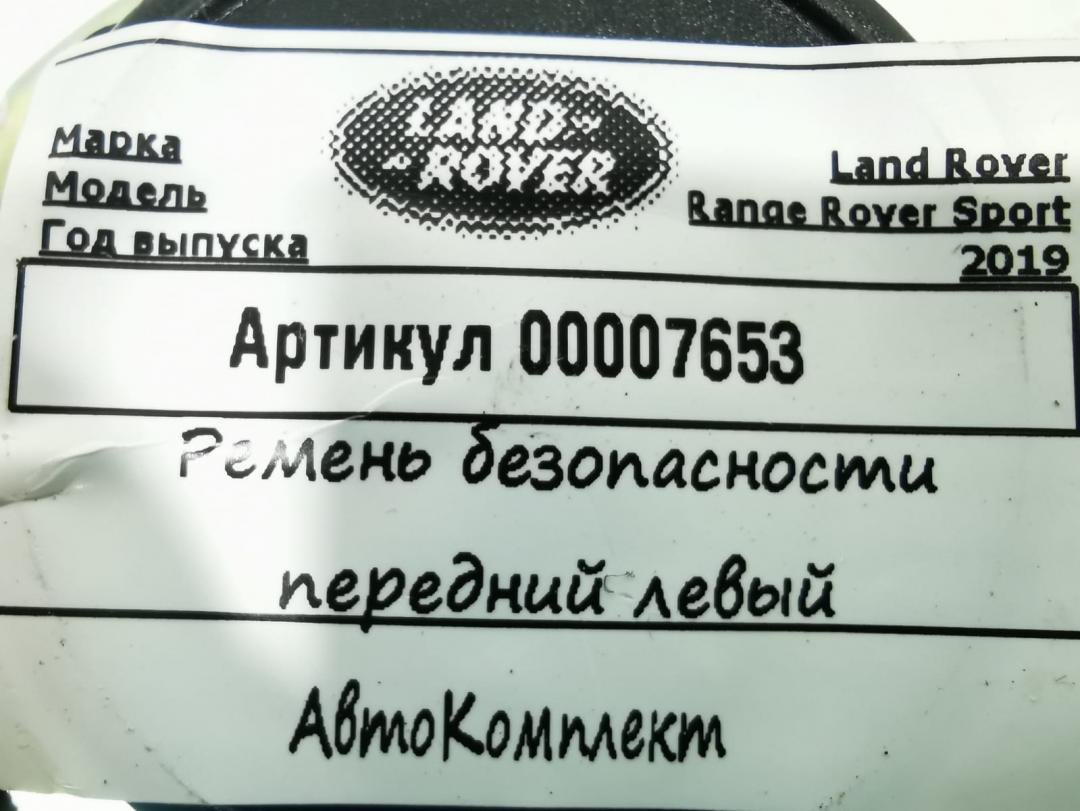 LAND-
-ROVER
Марка Land Rover
Модель Range Rover Sport
Год выпуска 2019
Артикул 00007653
Ремень безопасности
передний левый
АвтоКомплект